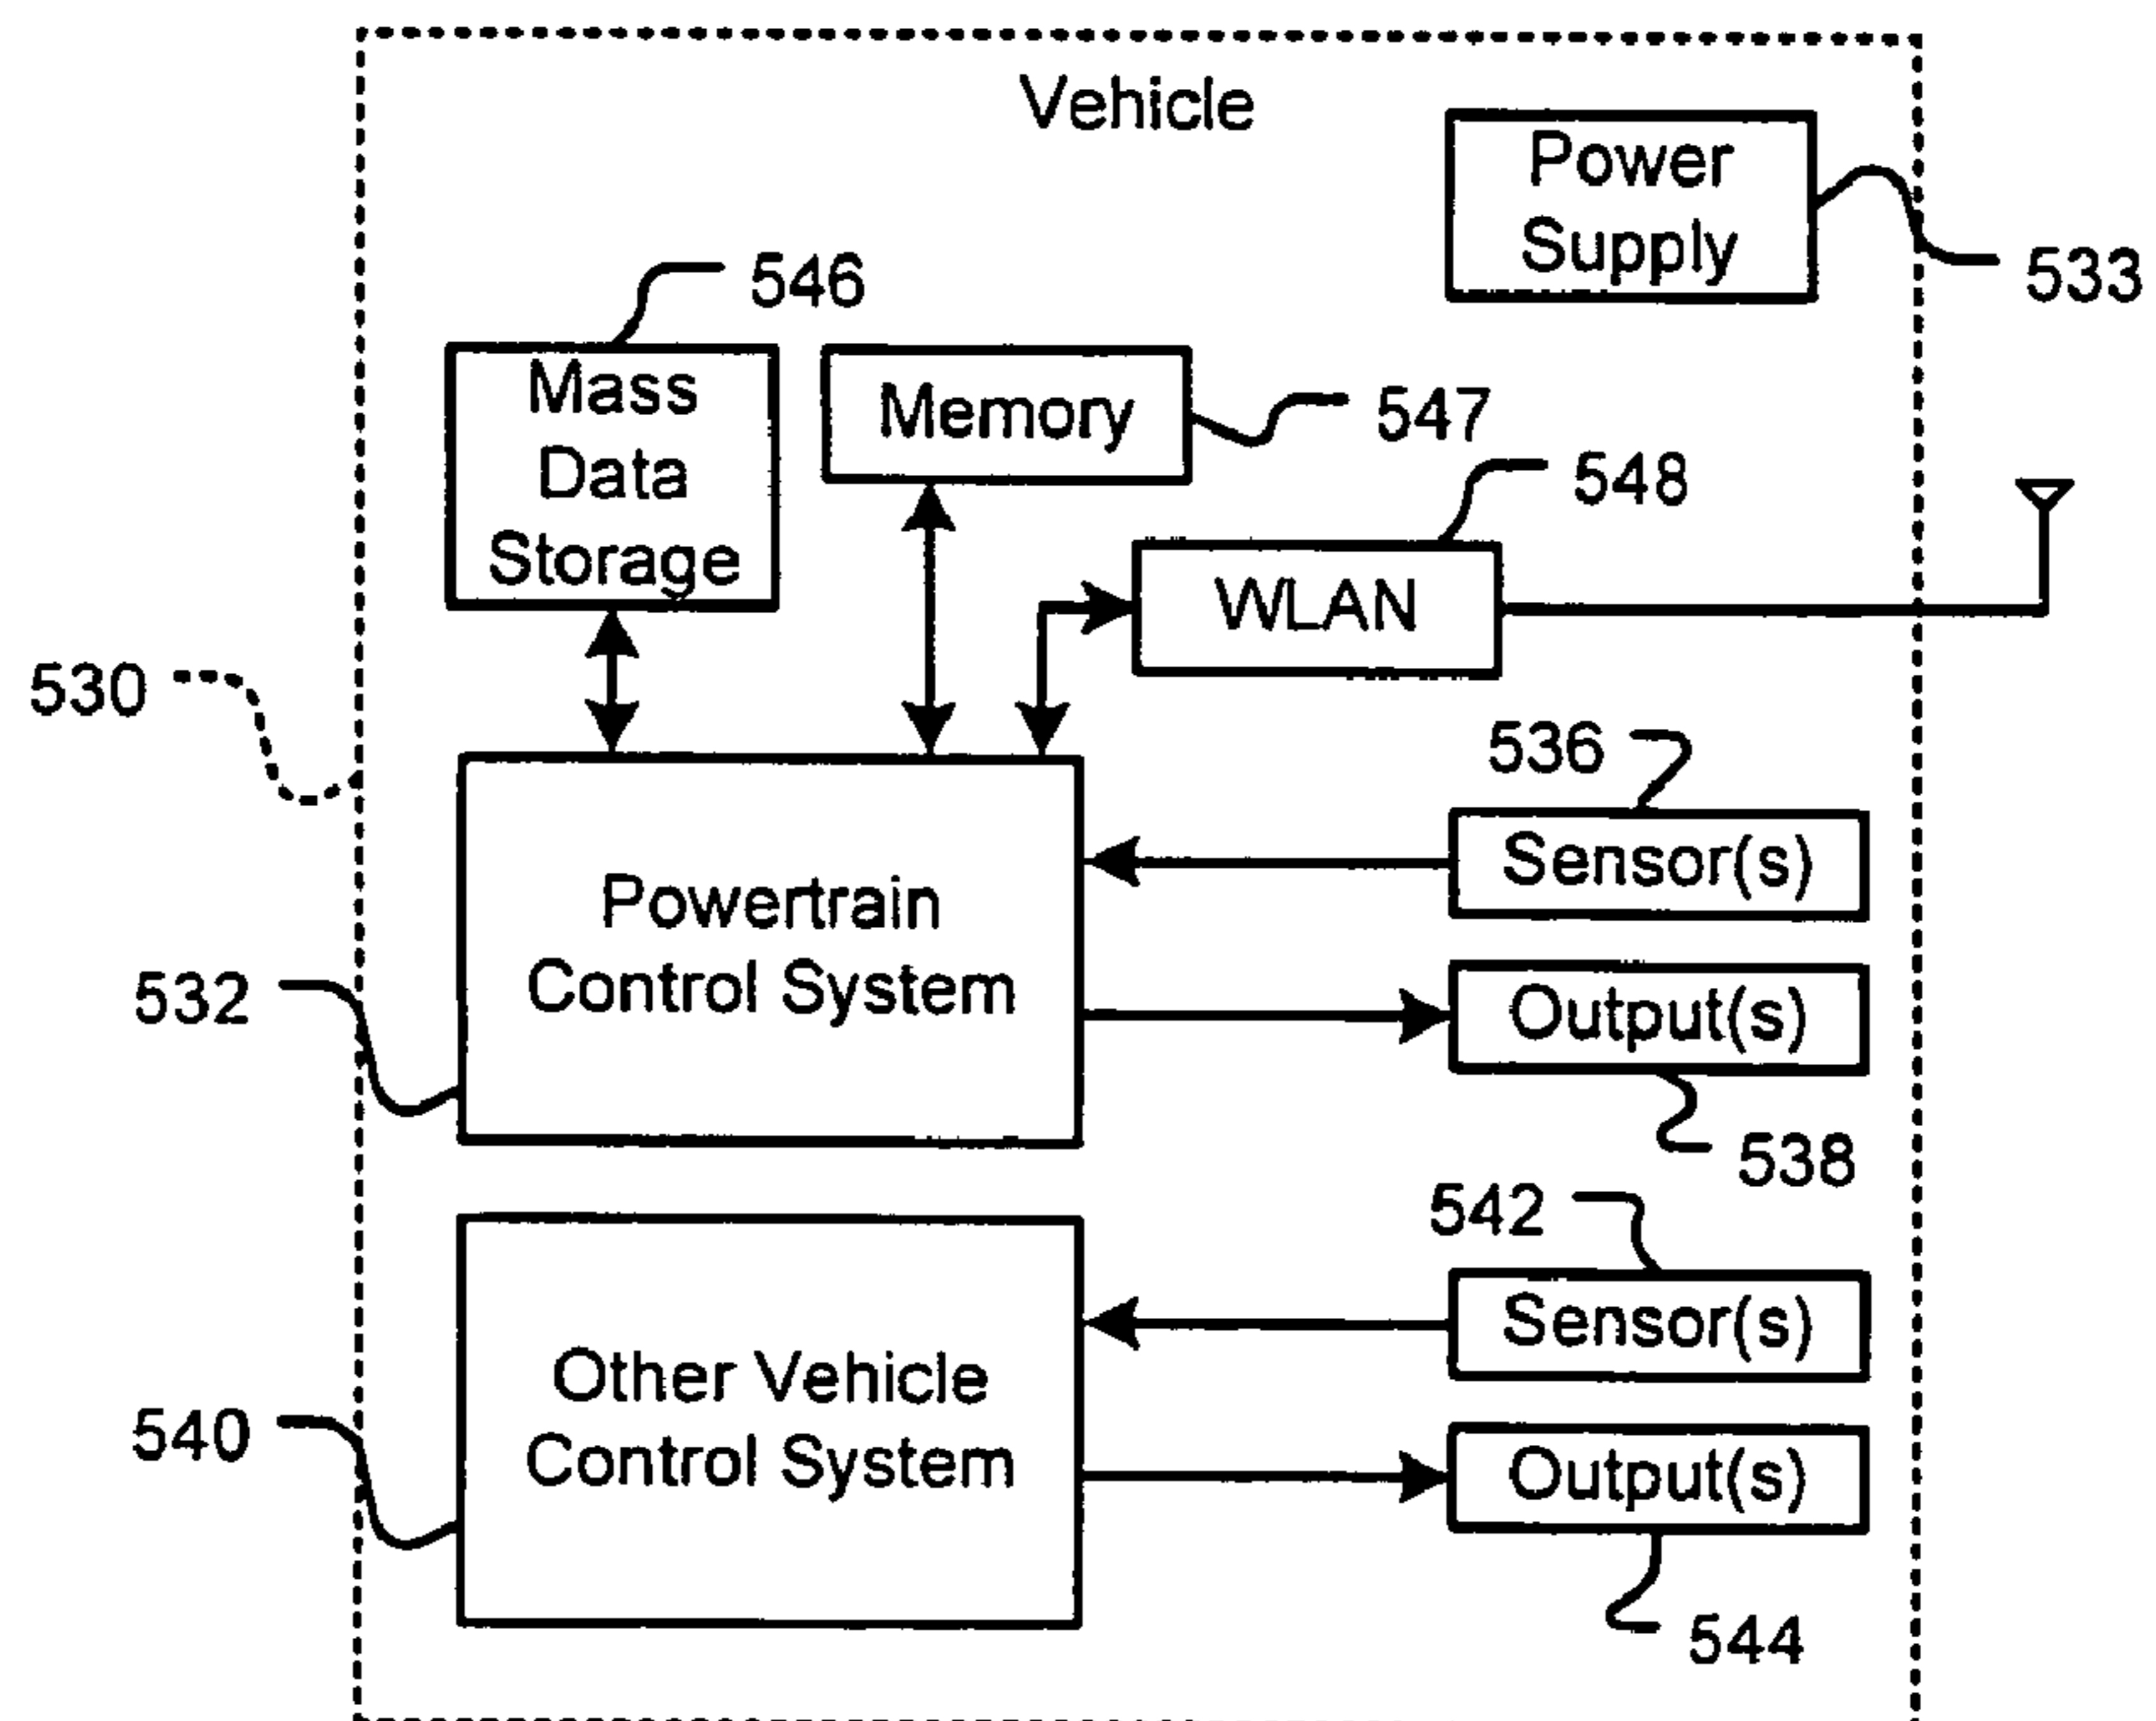 Vehicle
Power
Supply
533
546
Mass
Data
Storage
Memory
547
548
WLAN
530
536
Sensor(s)
Powertrain
Control System
532
Output(s)
538
542
Sensor(s)
Other Vehicle
Control System
540
Output(s)
544